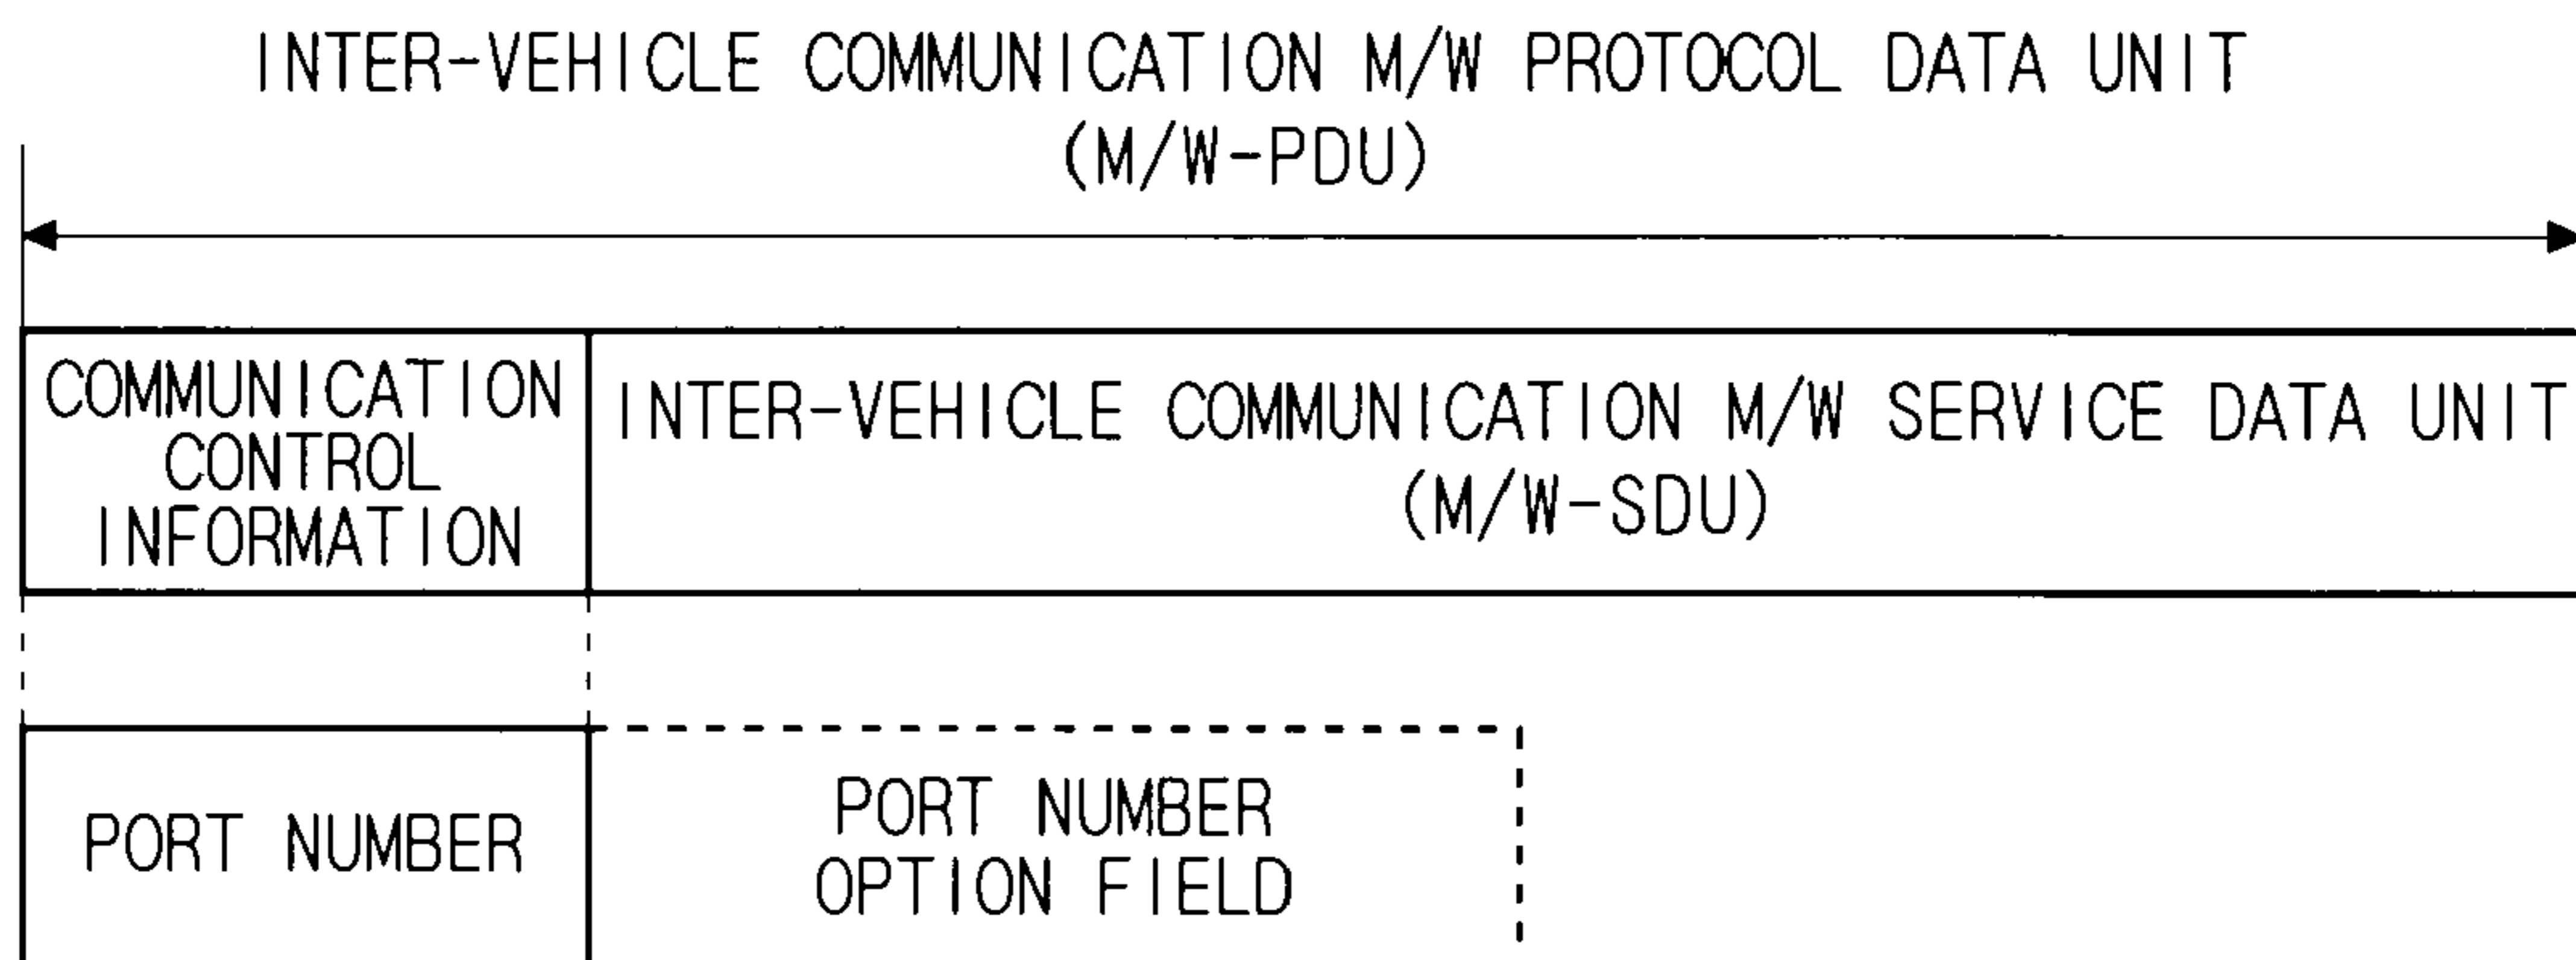 INTER-VEHICLE COMMUNICATION M/W PROTOCOL DATA UNIT
(M/W-PDU)
COMMUNICATION
CONTROL
INFORMATION
INTER-VEHICLE COMMUNICATION M/W SERVICE DATA UNIT
(M/W-SDU)
PORT NUMBER
PORT NUMBER
OPTION FIELD